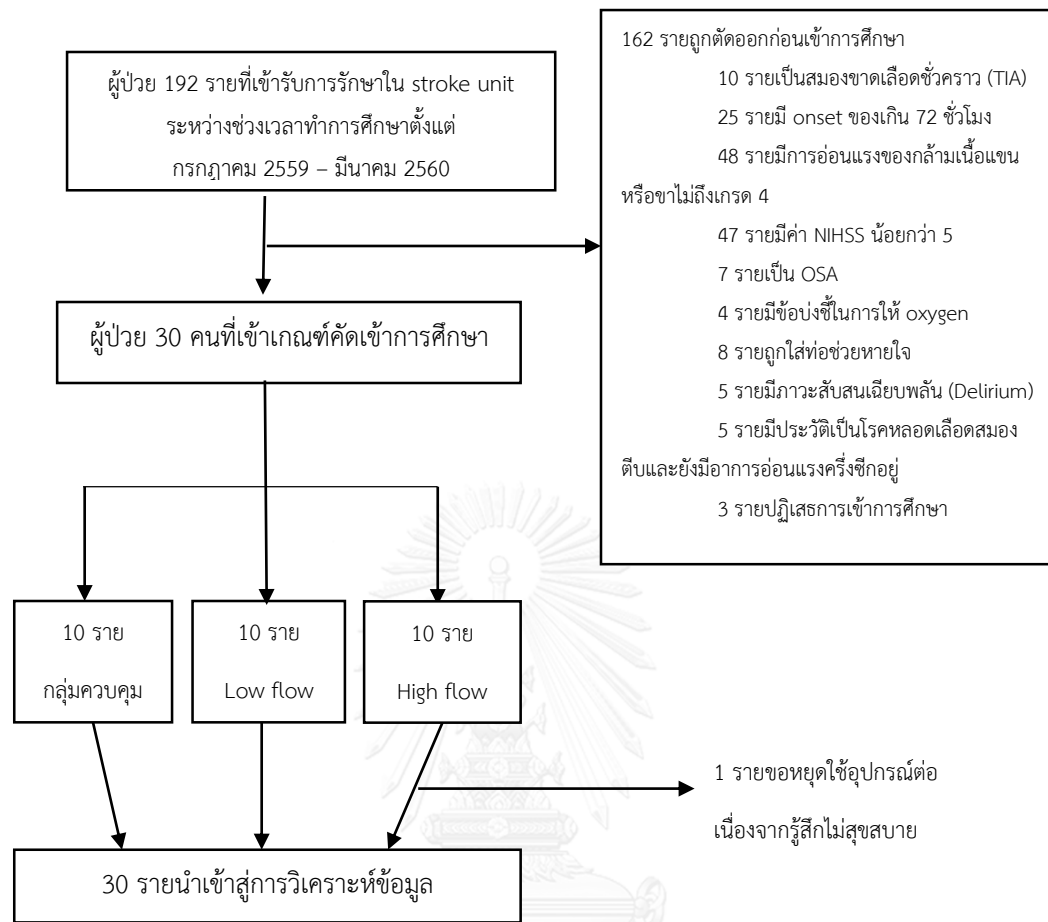 ผู้ป่วย 192 รายที่เข้ารับการรักษาใน stroke unit
ระหว่างช่วงเวลาทำการศึกษาตั้งแต่
กรกฎาคม 2559 – มีนาคม 2560
162 รายถูกตัดออกก่อนเข้าการศึกษา
10 รายเป็นสมองขาดเลือดชั่วคราว (TIA)
25 รายมี onset ของเกิน 72 ชั่วโมง
48 รายมีการอ่อนแรงของกล้ามเนื้อแขน
หรือขาไม่ถึงเกรด 4
47 รายมีค่า NIHSS น้อยกว่า 5
7 รายเป็น OSA
4 รายมีข้อบ่งชี้ในการให้ oxygen
8 รายถูกใส่ท่อช่วยหายใจ
5 รายมีภาวะสับสนเฉียบพลัน (Delirium)
5 รายมีประวัติเป็นโรคหลอดเลือดสมอง
ตีบและยังมีอาการอ่อนแรงครึ่งซีกอยู่
3 รายปฏิเสธการเข้าการศึกษา
ผู้ป่วย 30 คนที่เข้าเกณฑ์คัดเข้าการศึกษา
10 ราย
กลุ่มควบคุม
10 ราย
Low flow
10 ราย
High flow
1 รายขอหยุดใช้อุปกรณ์ต่อ
เนื่องจากรู้สึกไม่สุขสบาย
30 รายนำเข้าสู่การวิเคราะห์ข้อมูล